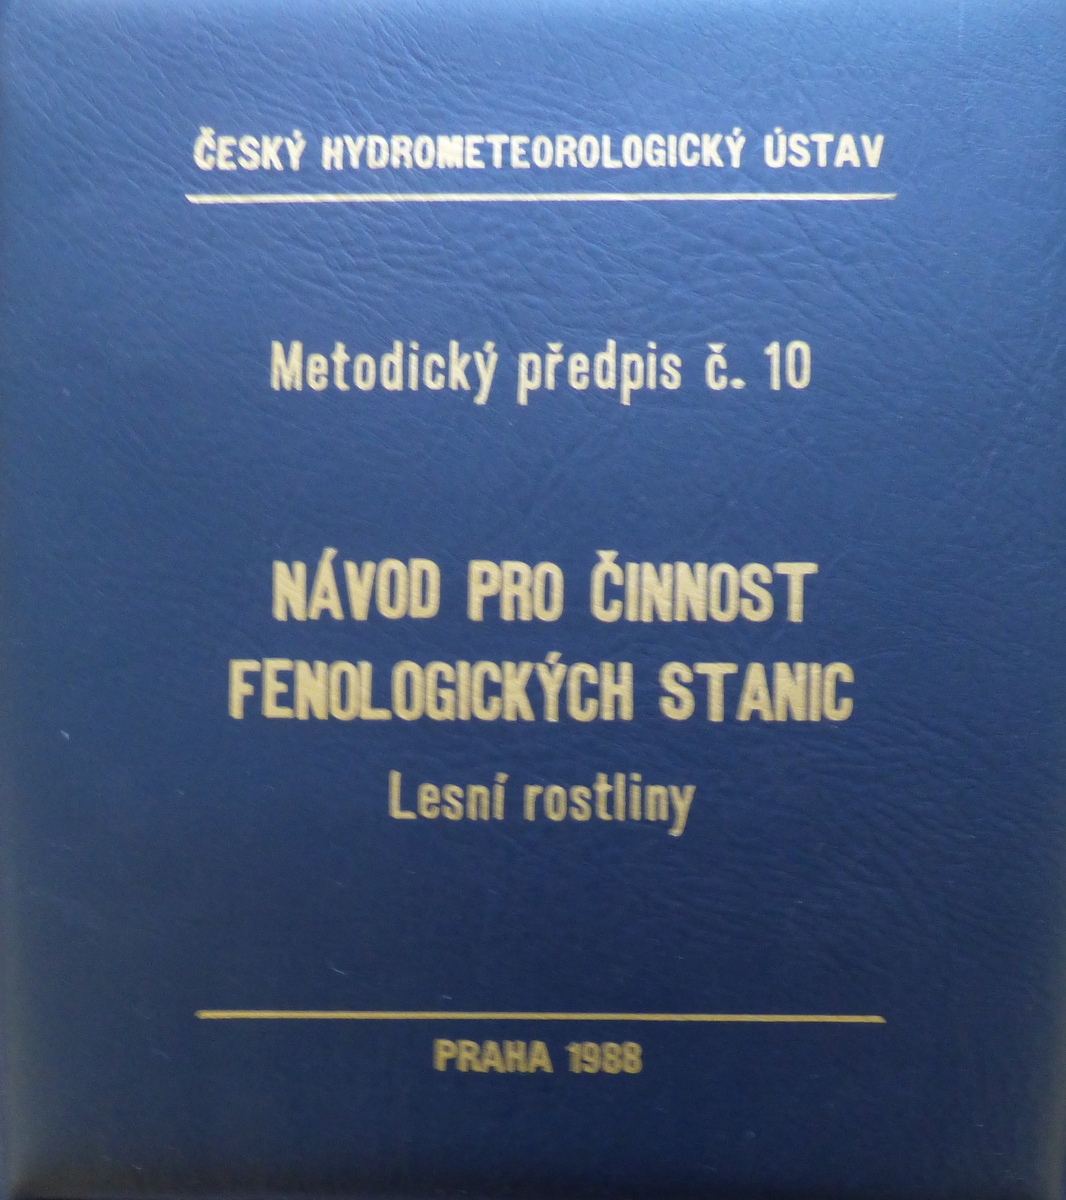 ČESKÝ HYDROMETEOROLOGICKÝ ÚSTAV
Metodický předpis č. 10
NÁVOD PRO ČINNOST
FENOLOGICKÝCH STANIC
Lesní rostliny
PRAHA 1988